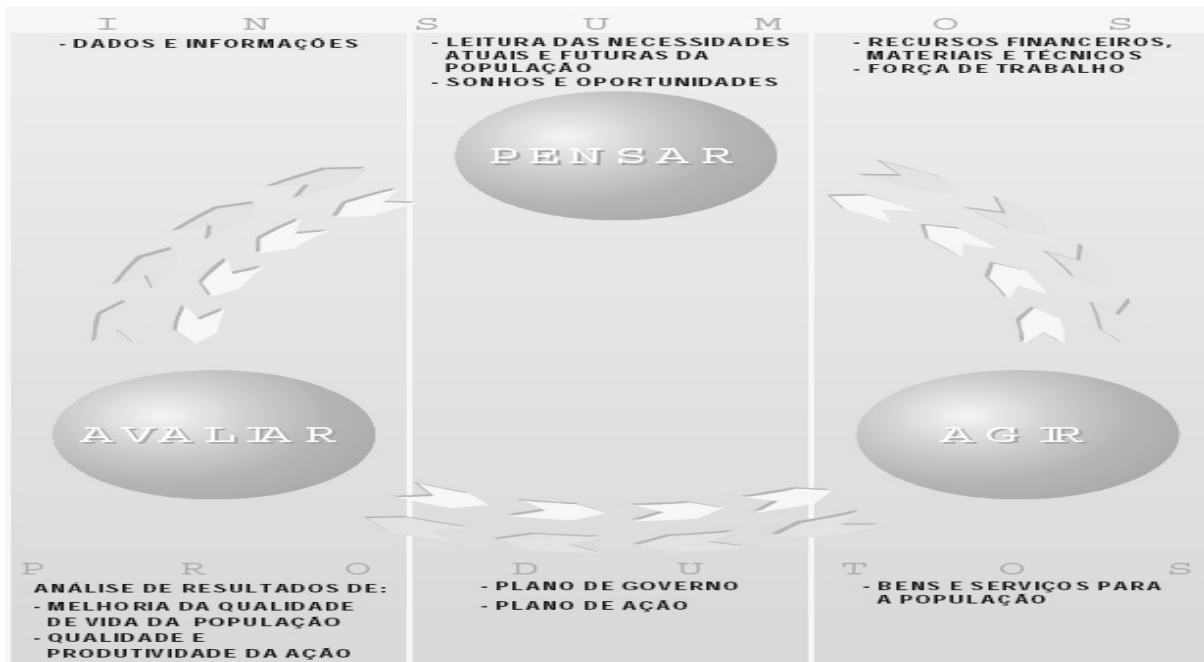 I N S U M O S
- DADOS E INFORMAÇÕES
- LEITURA DAS NECESSIDADES
ATUAIS E FUTURAS DA
POPULAÇÃO
- SONHOS E OPORTUNIDADES
- RECURSOS FINANCEIROS,
MATERIAIS E TÉCNICOS
- FORÇA DE TRABALHO
PENSAR
AVALIAR
AGIR
P R O D U T O S
ANÁLISE DE RESULTADOS DE:
- MELHORIA DA QUALIDADE
DE VIDA DA POPULAÇÃO
- QUALIDADE E
PRODUTIVIDADE DA AÇÃO
- PLANO DE GOVERNO
- PLANO DE AÇÃO
- BENS E SERVIÇOS PARA
A POPULAÇÃO